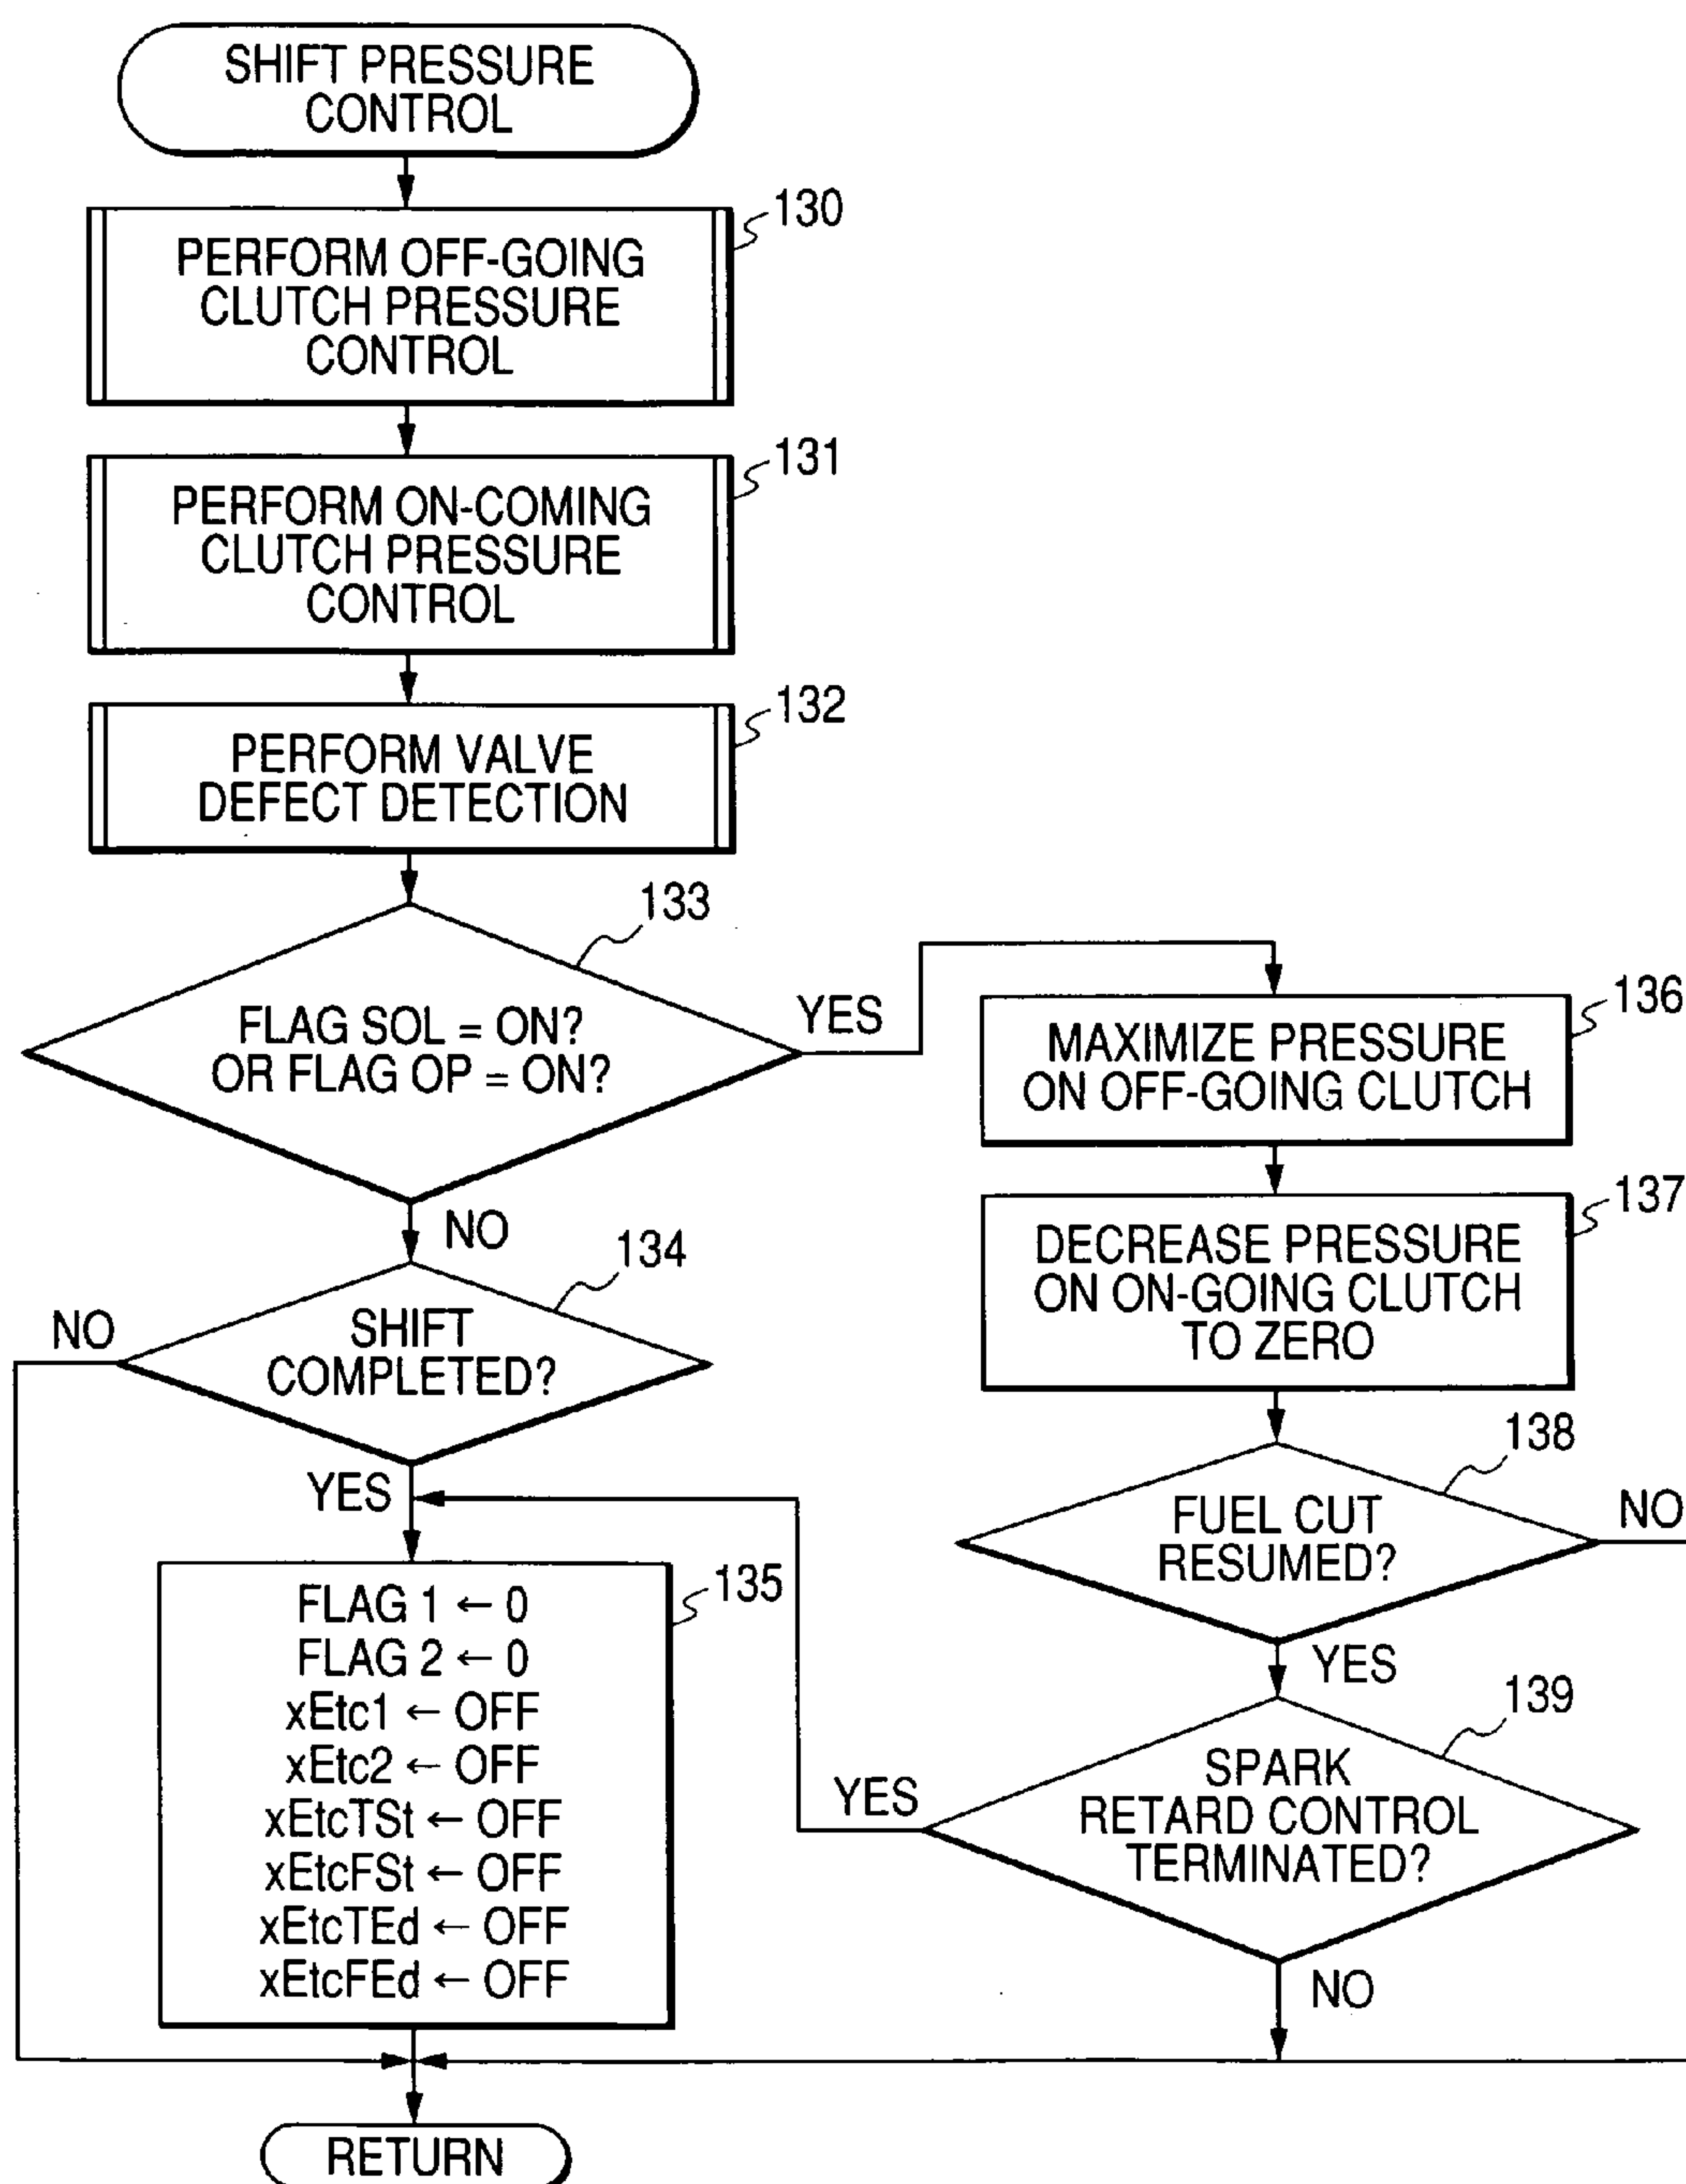 SHIFT PRESSURE
CONTROL
130
PERFORM OFF-GOING
CLUTCH PRESSURE
CONTROL
131
PERFORM ON-COMING
CLUTCH PRESSURE
CONTROL
132
PERFORM VALVE
DEFECT DETECTION
133
FLAG SOL = ON?
OR FLAG OP = ON?
YES
NO
134
SHIFT
COMPLETED?
NO
YES
135
FLAG 1 ← 0
FLAG 2 ← 0
xEtc1 ← OFF
xEtc2 ← OFF
xEtcTSt ← OFF
xEtcFSt ← OFF
xEtcTEd ← OFF
xEtcFEd ← OFF
136
MAXIMIZE PRESSURE
ON OFF-GOING CLUTCH
137
DECREASE PRESSURE
ON ON-GOING CLUTCH
TO ZERO
138
FUEL CUT
RESUMED?
NO
YES
139
SPARK
RETARD CONTROL
TERMINATED?
YES
NO
RETURN